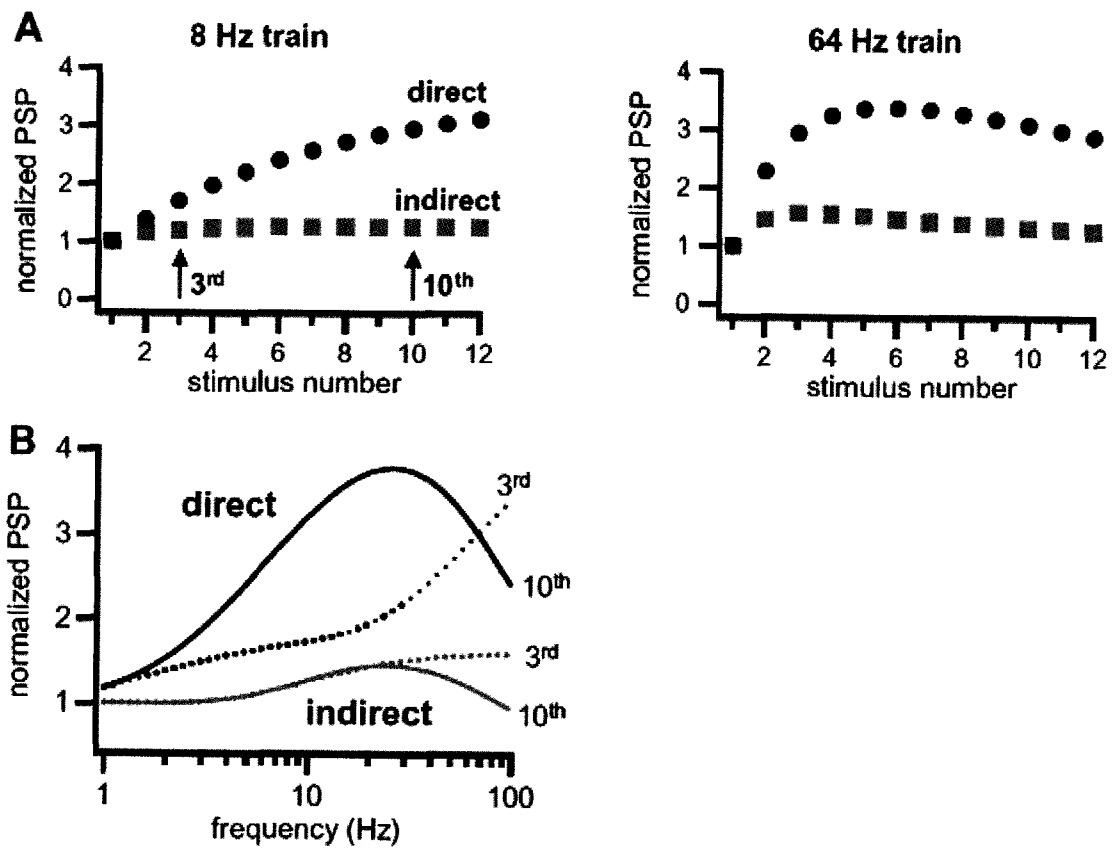 A
8 Hz train
64 Hz train
normalized PSP
4
3
2
1
0
direct
indirect
3rd
10th
2
4
6
8
10
12
stimulus number
normalized PSP
4
3
2
1
0
2
4
6
8
10
12
stimulus number
B
normalized PSP
4
3
2
1
direct
3rd
10th
3rd
10th
indirect
1
10
100
frequency (Hz)